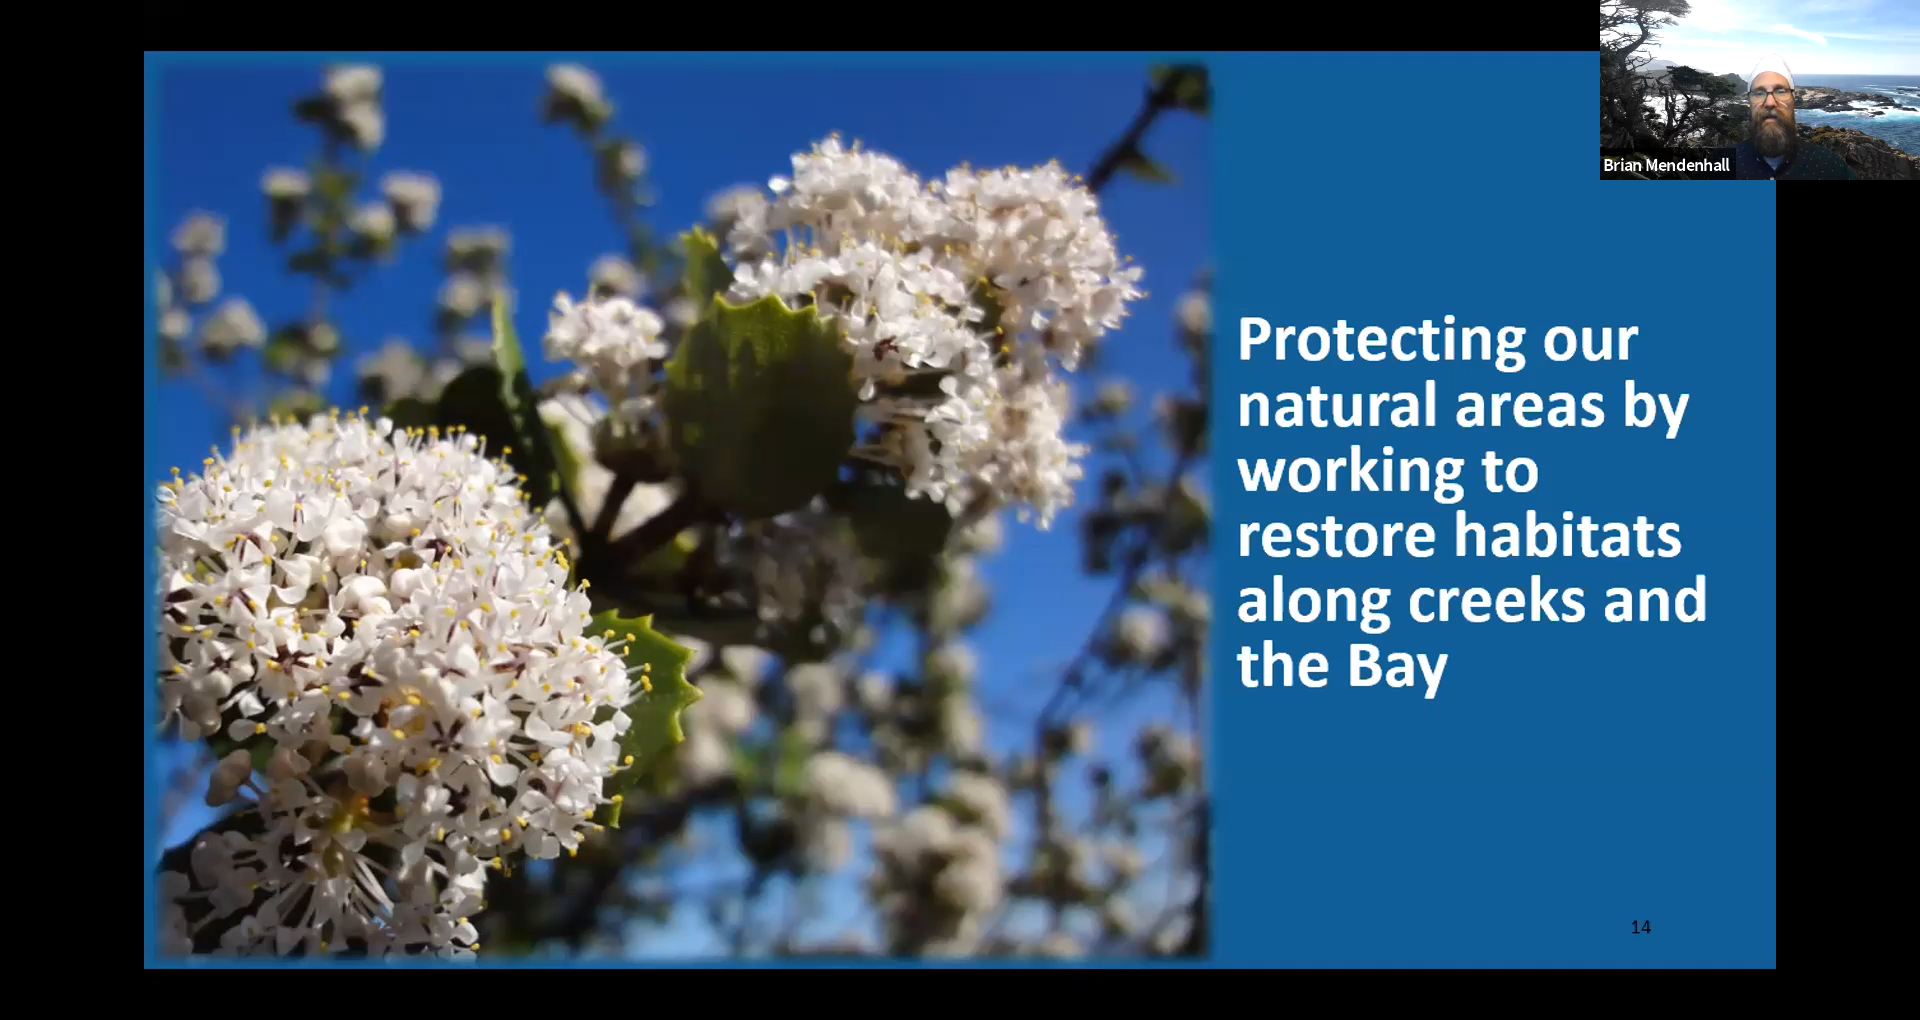 Brian Mendenhall
Protecting our
natural areas by
working to
restore habitats
along creeks and
the Bay
14